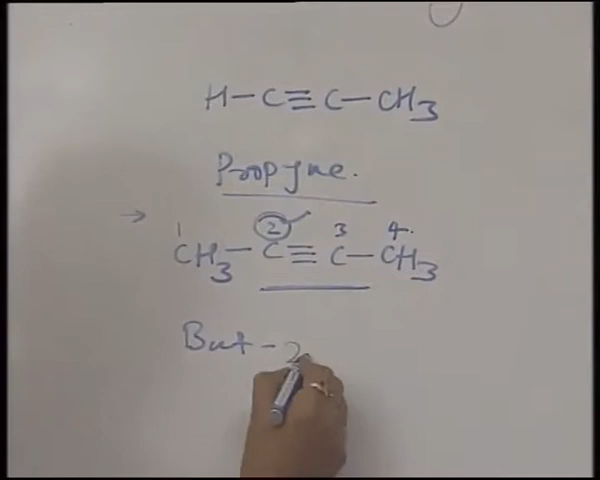 H-C≡C-CH3
Propyne.
1 2 3 4.
→ CH3-C≡C-CH3
But-2